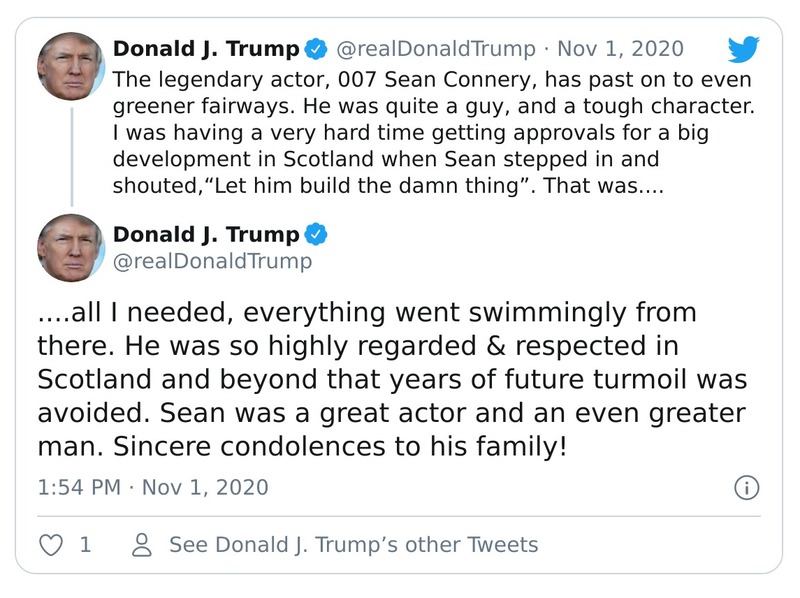 Donald J. Trump @realDonaldTrump · Nov 1, 2020
The legendary actor, 007 Sean Connery, has past on to even
greener fairways. He was quite a guy, and a tough character.
I was having a very hard time getting approvals for a big
development in Scotland when Sean stepped in and
shouted,“Let him build the damn thing”. That was....
Donald J. Trump
@realDonaldTrump
....all I needed, everything went swimmingly from
there. He was so highly regarded & respected in
Scotland and beyond that years of future turmoil was
avoided. Sean was a great actor and an even greater
man. Sincere condolences to his family!
1:54 PM · Nov 1, 2020
1
See Donald J. Trump’s other Tweets